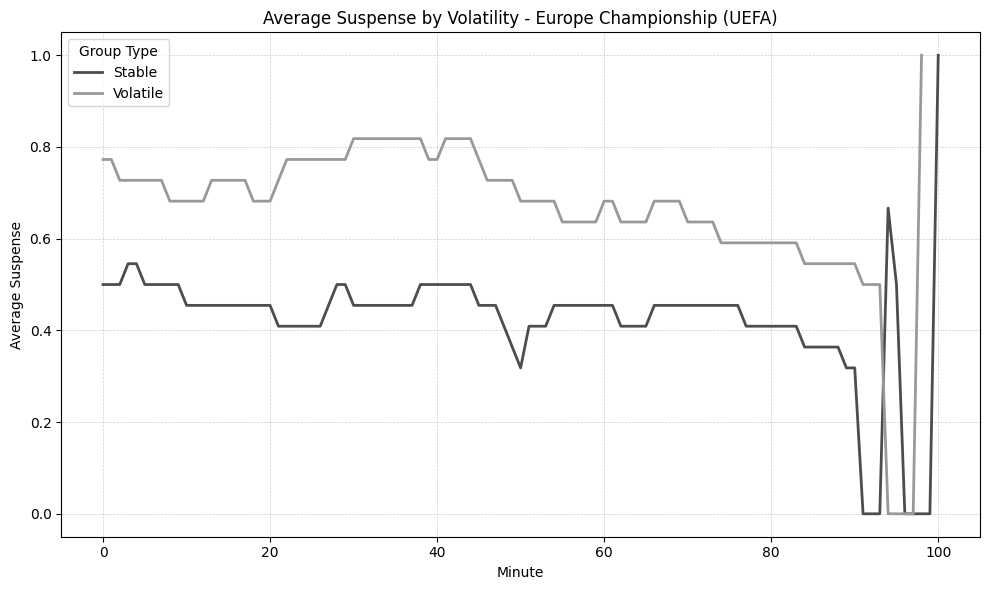 Average Suspense by Volatility - Europe Championship (UEFA)
Group Type
Stable
Volatile
Average Suspense
1.0
0.8
0.6
0.4
0.2
0.0
0 20 40 60 80 100
Minute